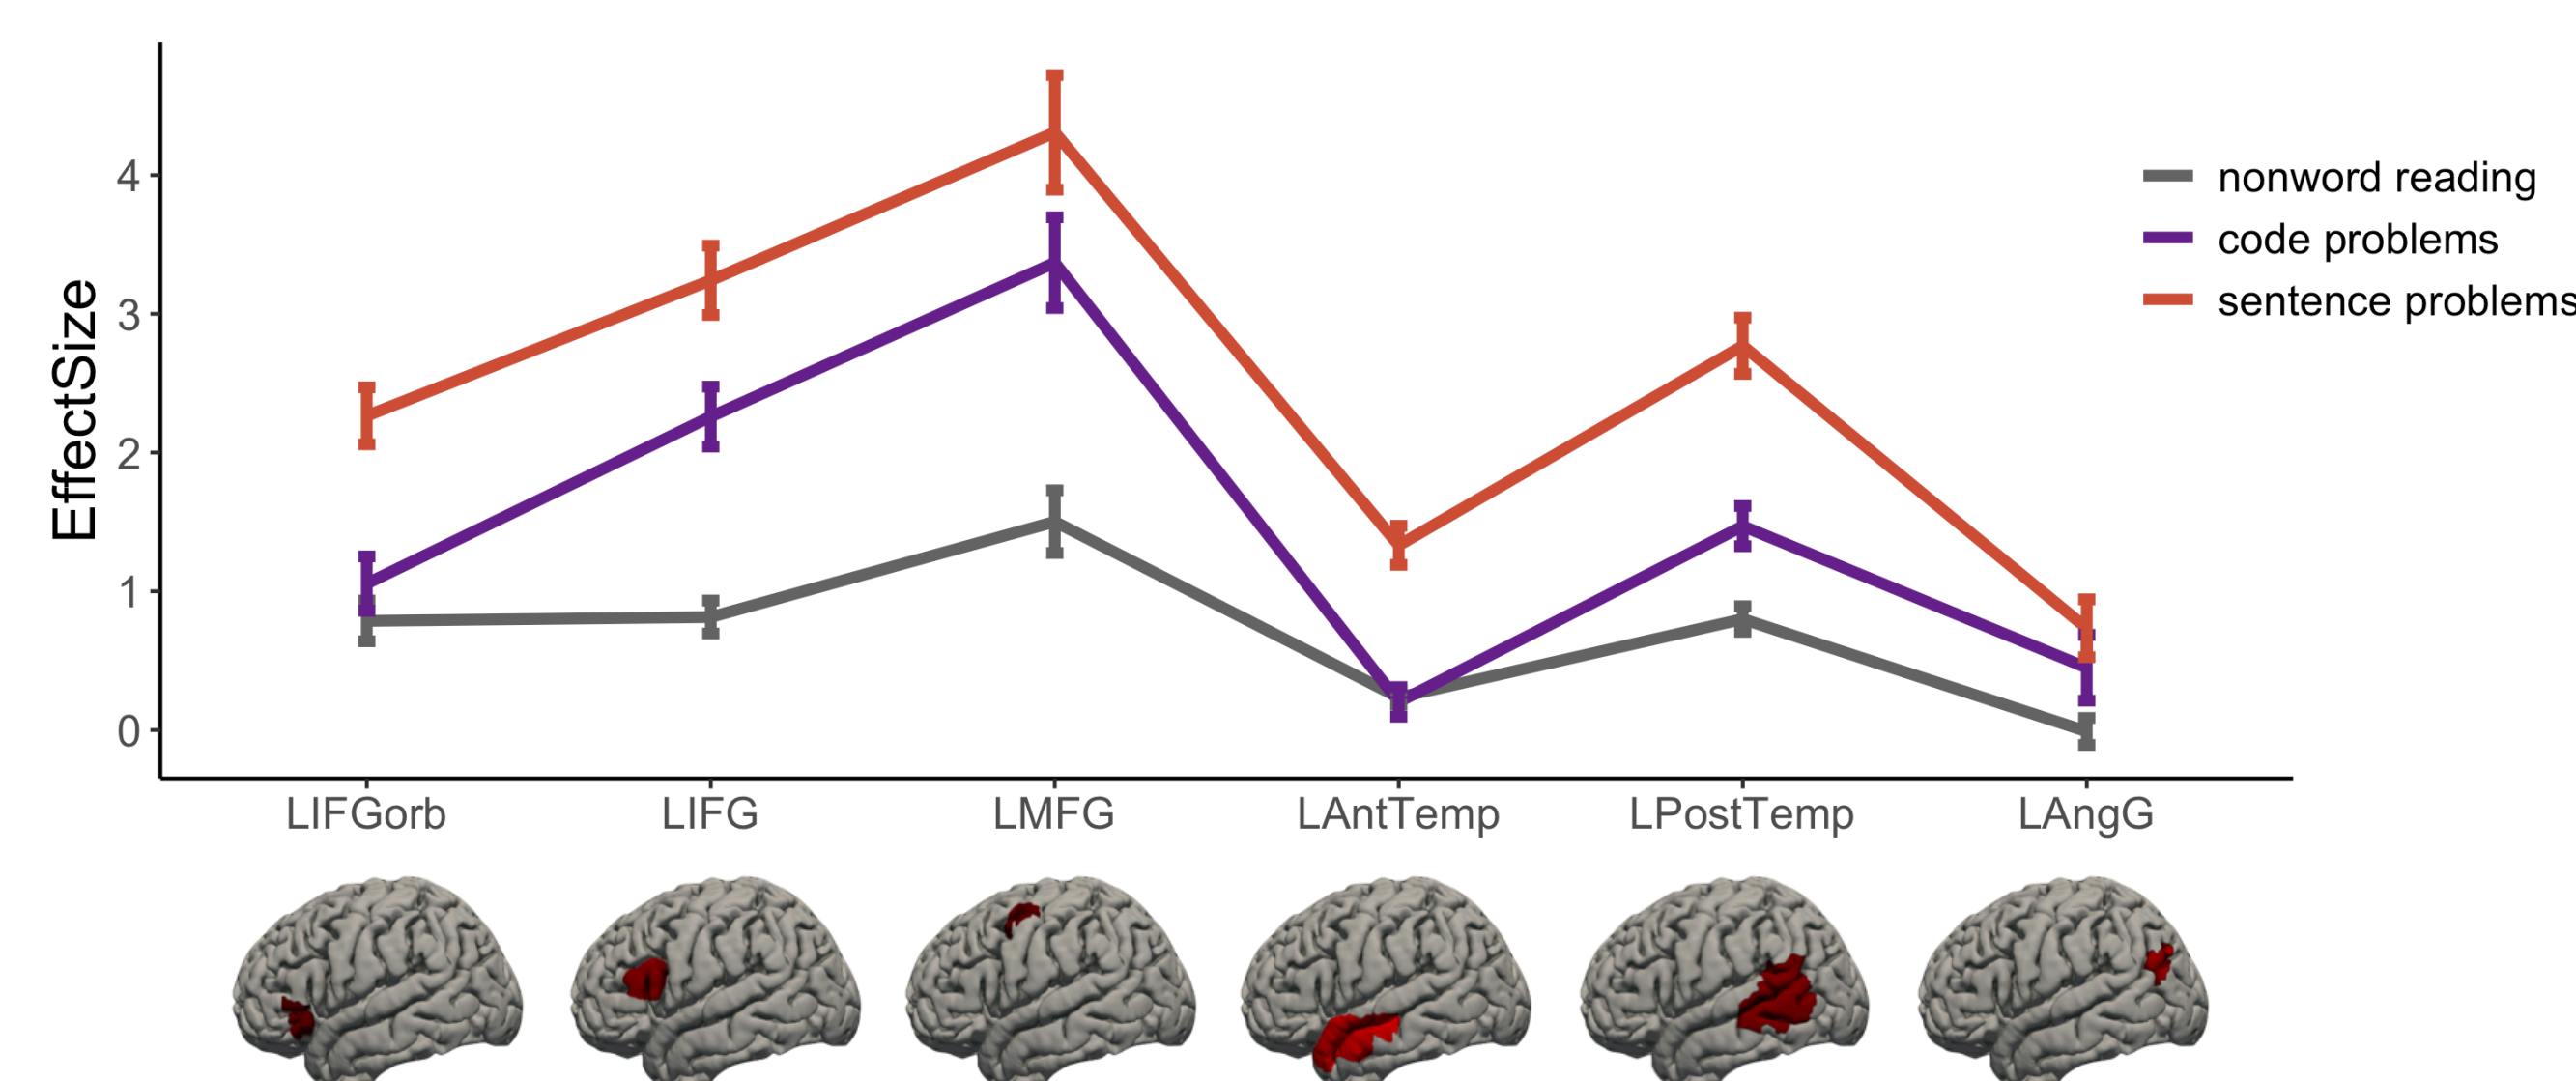 EffectSize
4
3
2
1
0
nonword reading
code problems
sentence problems
LIFGorb LIFG LMFG LAntTemp LPostTemp LAngG